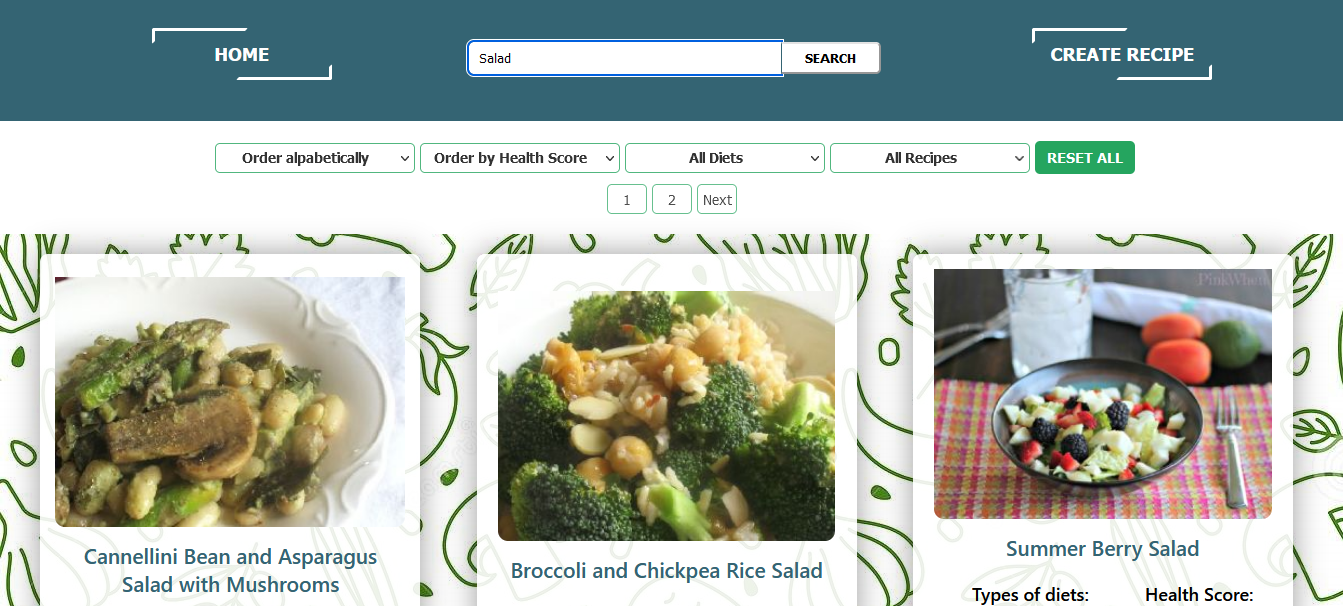 HOME
Salad
SEARCH
CREATE RECIPE
Order alpabetically
Order by Health Score
All Diets
All Recipes
RESET ALL
1
2
Next
Cannellini Bean and Asparagus
Salad with Mushrooms
Broccoli and Chickpea Rice Salad
Summer Berry Salad
Types of diets:
Health Score: